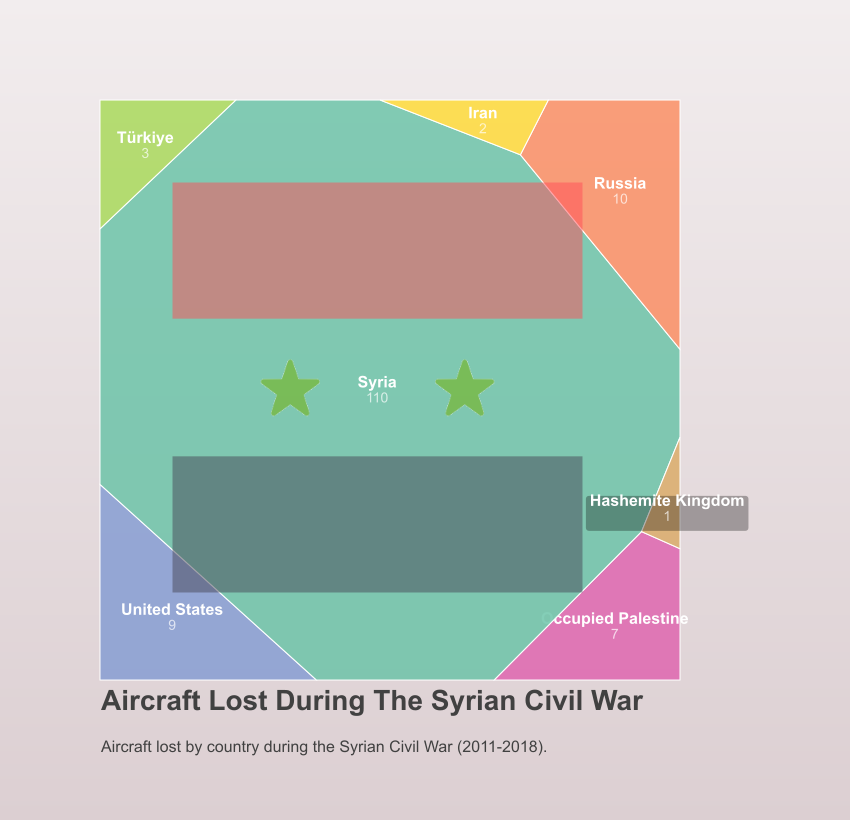 Iran
2
Türkiye
3
Russia
10
Syria
110
Hashemite Kingdom
1
United States
9
Occupied Palestine
7
Aircraft Lost During The Syrian Civil War
Aircraft lost by country during the Syrian Civil War (2011-2018).